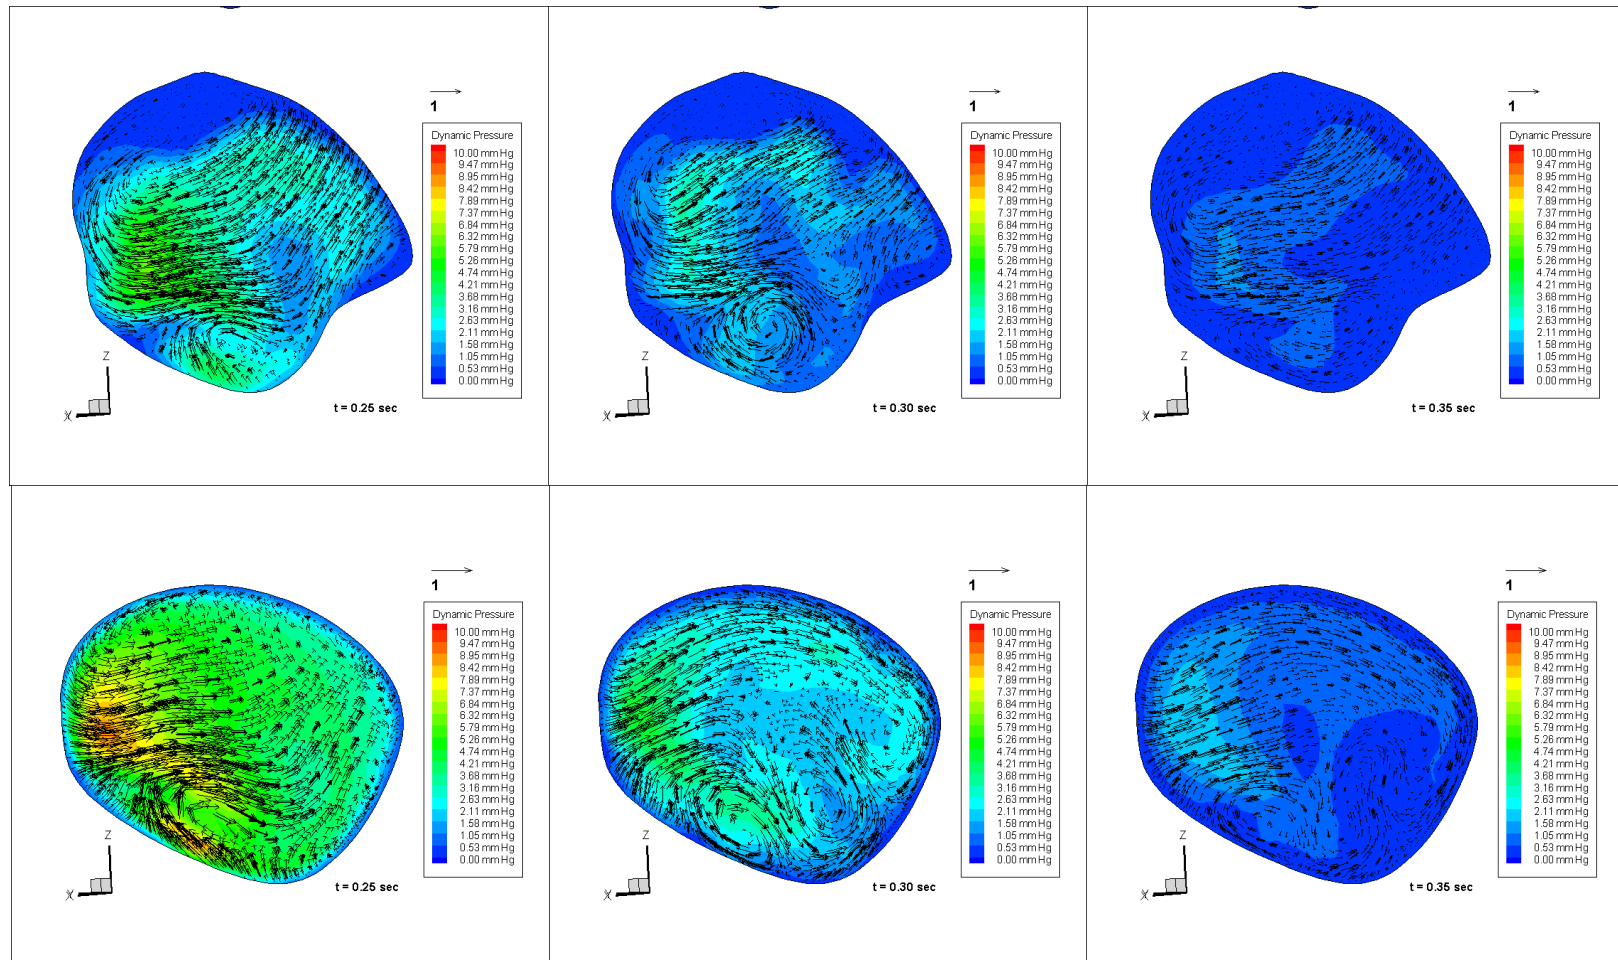 1
Dynamic Pressure
10.00 mmHg
9.47 mmHg
8.95 mmHg
8.42 mmHg
7.89 mmHg
7.37 mmHg
6.84 mmHg
6.32 mmHg
5.79 mmHg
5.26 mmHg
4.74 mmHg
4.21 mmHg
3.68 mmHg
3.16 mmHg
2.63 mmHg
2.11 mmHg
1.58 mmHg
1.05 mmHg
0.53 mmHg
0.00 mmHg
Z
X
t = 0.25 sec
1
Dynamic Pressure
10.00 mmHg
9.47 mmHg
8.95 mmHg
8.42 mmHg
7.89 mmHg
7.37 mmHg
6.84 mmHg
6.32 mmHg
5.79 mmHg
5.26 mmHg
4.74 mmHg
4.21 mmHg
3.68 mmHg
3.16 mmHg
2.63 mmHg
2.11 mmHg
1.58 mmHg
1.05 mmHg
0.53 mmHg
0.00 mmHg
Z
X
t = 0.30 sec
1
Dynamic Pressure
10.00 mmHg
9.47 mmHg
8.95 mmHg
8.42 mmHg
7.89 mmHg
7.37 mmHg
6.84 mmHg
6.32 mmHg
5.79 mmHg
5.26 mmHg
4.74 mmHg
4.21 mmHg
3.68 mmHg
3.16 mmHg
2.63 mmHg
2.11 mmHg
1.58 mmHg
1.05 mmHg
0.53 mmHg
0.00 mmHg
Z
X
t = 0.35 sec
1
Dynamic Pressure
10.00 mmHg
9.47 mmHg
8.95 mmHg
8.42 mmHg
7.89 mmHg
7.37 mmHg
6.84 mmHg
6.32 mmHg
5.79 mmHg
5.26 mmHg
4.74 mmHg
4.21 mmHg
3.68 mmHg
3.16 mmHg
2.63 mmHg
2.11 mmHg
1.58 mmHg
1.05 mmHg
0.53 mmHg
0.00 mmHg
Z
X
t = 0.25 sec
1
Dynamic Pressure
10.00 mmHg
9.47 mmHg
8.95 mmHg
8.42 mmHg
7.89 mmHg
7.37 mmHg
6.84 mmHg
6.32 mmHg
5.79 mmHg
5.26 mmHg
4.74 mmHg
4.21 mmHg
3.68 mmHg
3.16 mmHg
2.63 mmHg
2.11 mmHg
1.58 mmHg
1.05 mmHg
0.53 mmHg
0.00 mmHg
Z
X
t = 0.30 sec
1
Dynamic Pressure
10.00 mmHg
9.47 mmHg
8.95 mmHg
8.42 mmHg
7.89 mmHg
7.37 mmHg
6.84 mmHg
6.32 mmHg
5.79 mmHg
5.26 mmHg
4.74 mmHg
4.21 mmHg
3.68 mmHg
3.16 mmHg
2.63 mmHg
2.11 mmHg
1.58 mmHg
1.05 mmHg
0.53 mmHg
0.00 mmHg
Z
X
t = 0.35 sec